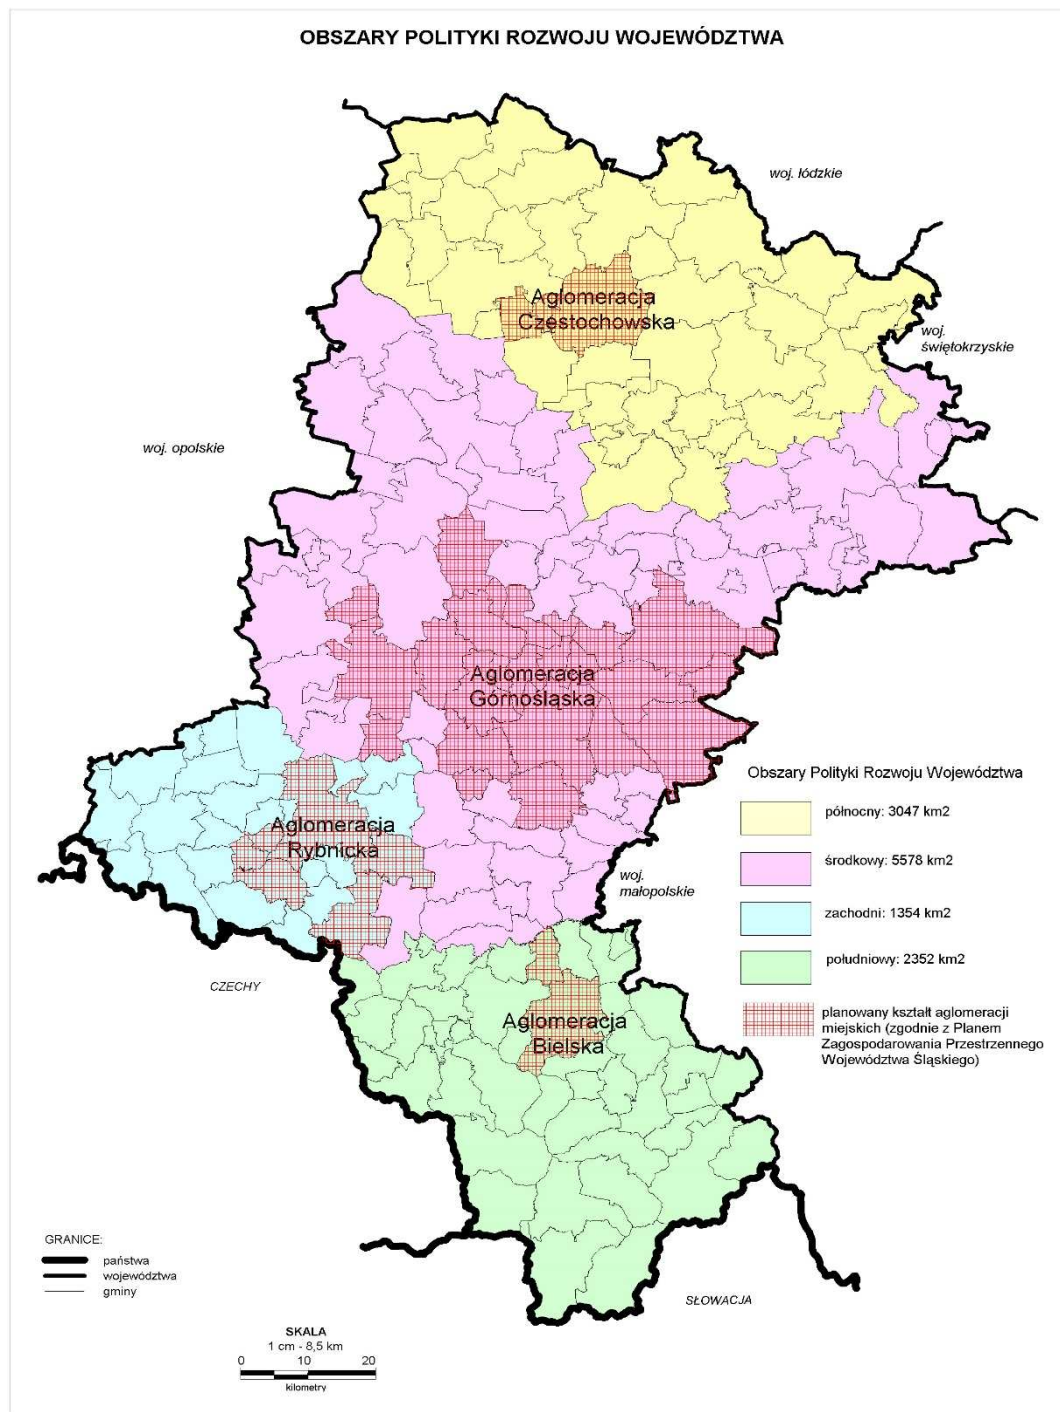 OBSZARY POLITYKI ROZWOJU WOJEWÓDZTWA
woj. łódzkie
Aglomeracja
Częstochowska
woj.
świętokrzyskie
woj. opolskie
Aglomeracja
Górnośląska
Obszary Polityki Rozwoju Województwa
północny: 3047 km2
Aglomeracja
Rybnicka
środkowy: 5578 km2
woj.
małopolskie
zachodni: 1354 km2
południowy: 2352 km2
CZECHY
planowany kształt aglomeracji
miejskich (zgodnie z Planem
Zagospodarowania Przestrzennego
Województwa Śląskiego)
Aglomeracja
Bielska
GRANICE:
państwa
województwa
gminy
SŁOWACJA
SKALA
1 cm - 8,5 km
0 10 20
kilometry